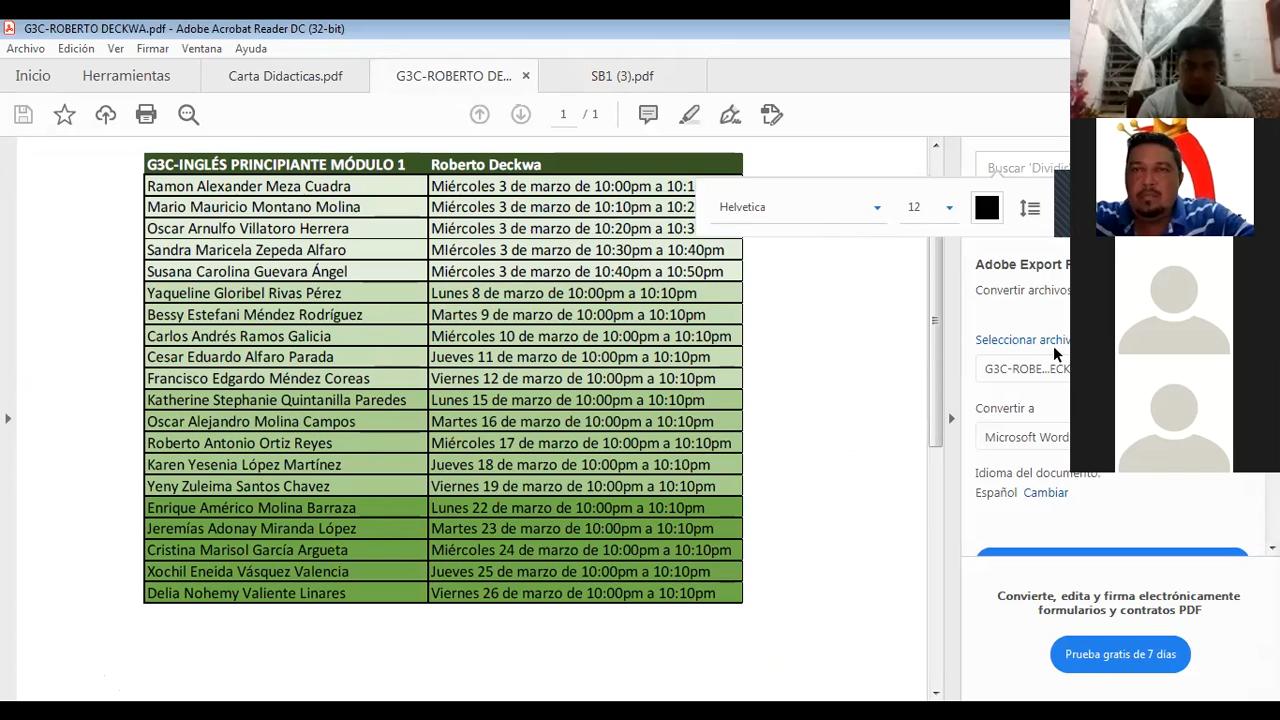 G3C-ROBERTO DECKWA.pdf - Adobe Acrobat Reader DC (32-bit)
Archivo Edición Ver Firmar Ventana Ayuda
Inicio Herramientas Carta Didacticas.pdf G3C-ROBERTO DE... × SB1 (3).pdf
1 / 1
Buscar 'Dividir'
Helvetica 12
G3C-INGLÉS PRINCIPIANTE MÓDULO 1 Roberto Deckwa
Ramon Alexander Meza Cuadra Miércoles 3 de marzo de 10:00pm a 10:1
Mario Mauricio Montano Molina Miércoles 3 de marzo de 10:10pm a 10:2
Oscar Arnulfo Villatoro Herrera Miércoles 3 de marzo de 10:20pm a 10:3
Sandra Maricela Zepeda Alfaro Miércoles 3 de marzo de 10:30pm a 10:40pm
Susana Carolina Guevara Ángel Miércoles 3 de marzo de 10:40pm a 10:50pm
Yaqueline Gloribel Rivas Pérez Lunes 8 de marzo de 10:00pm a 10:10pm
Bessy Estefani Méndez Rodríguez Martes 9 de marzo de 10:00pm a 10:10pm
Carlos Andrés Ramos Galicia Miércoles 10 de marzo de 10:00pm a 10:10pm
Cesar Eduardo Alfaro Parada Jueves 11 de marzo de 10:00pm a 10:10pm
Francisco Edgardo Méndez Coreas Viernes 12 de marzo de 10:00pm a 10:10pm
Katherine Stephanie Quintanilla Paredes Lunes 15 de marzo de 10:00pm a 10:10pm
Oscar Alejandro Molina Campos Martes 16 de marzo de 10:00pm a 10:10pm
Roberto Antonio Ortiz Reyes Miércoles 17 de marzo de 10:00pm a 10:10pm
Karen Yesenia López Martínez Jueves 18 de marzo de 10:00pm a 10:10pm
Yeny Zuleima Santos Chavez Viernes 19 de marzo de 10:00pm a 10:10pm
Enrique Américo Molina Barraza Lunes 22 de marzo de 10:00pm a 10:10pm
Jeremías Adonay Miranda López Martes 23 de marzo de 10:00pm a 10:10pm
Cristina Marisol García Argueta Miércoles 24 de marzo de 10:00pm a 10:10pm
Xochil Eneida Vásquez Valencia Jueves 25 de marzo de 10:00pm a 10:10pm
Delia Nohemy Valiente Linares Viernes 26 de marzo de 10:00pm a 10:10pm
Adobe Export
Convertir archivos
Seleccionar archiv
G3C-ROBE...ECK
Convertir a
Microsoft Word
Idioma del documento:
Español Cambiar
Convierte, edita y firma electrónicamente
formularios y contratos PDF
Prueba gratis de 7 días